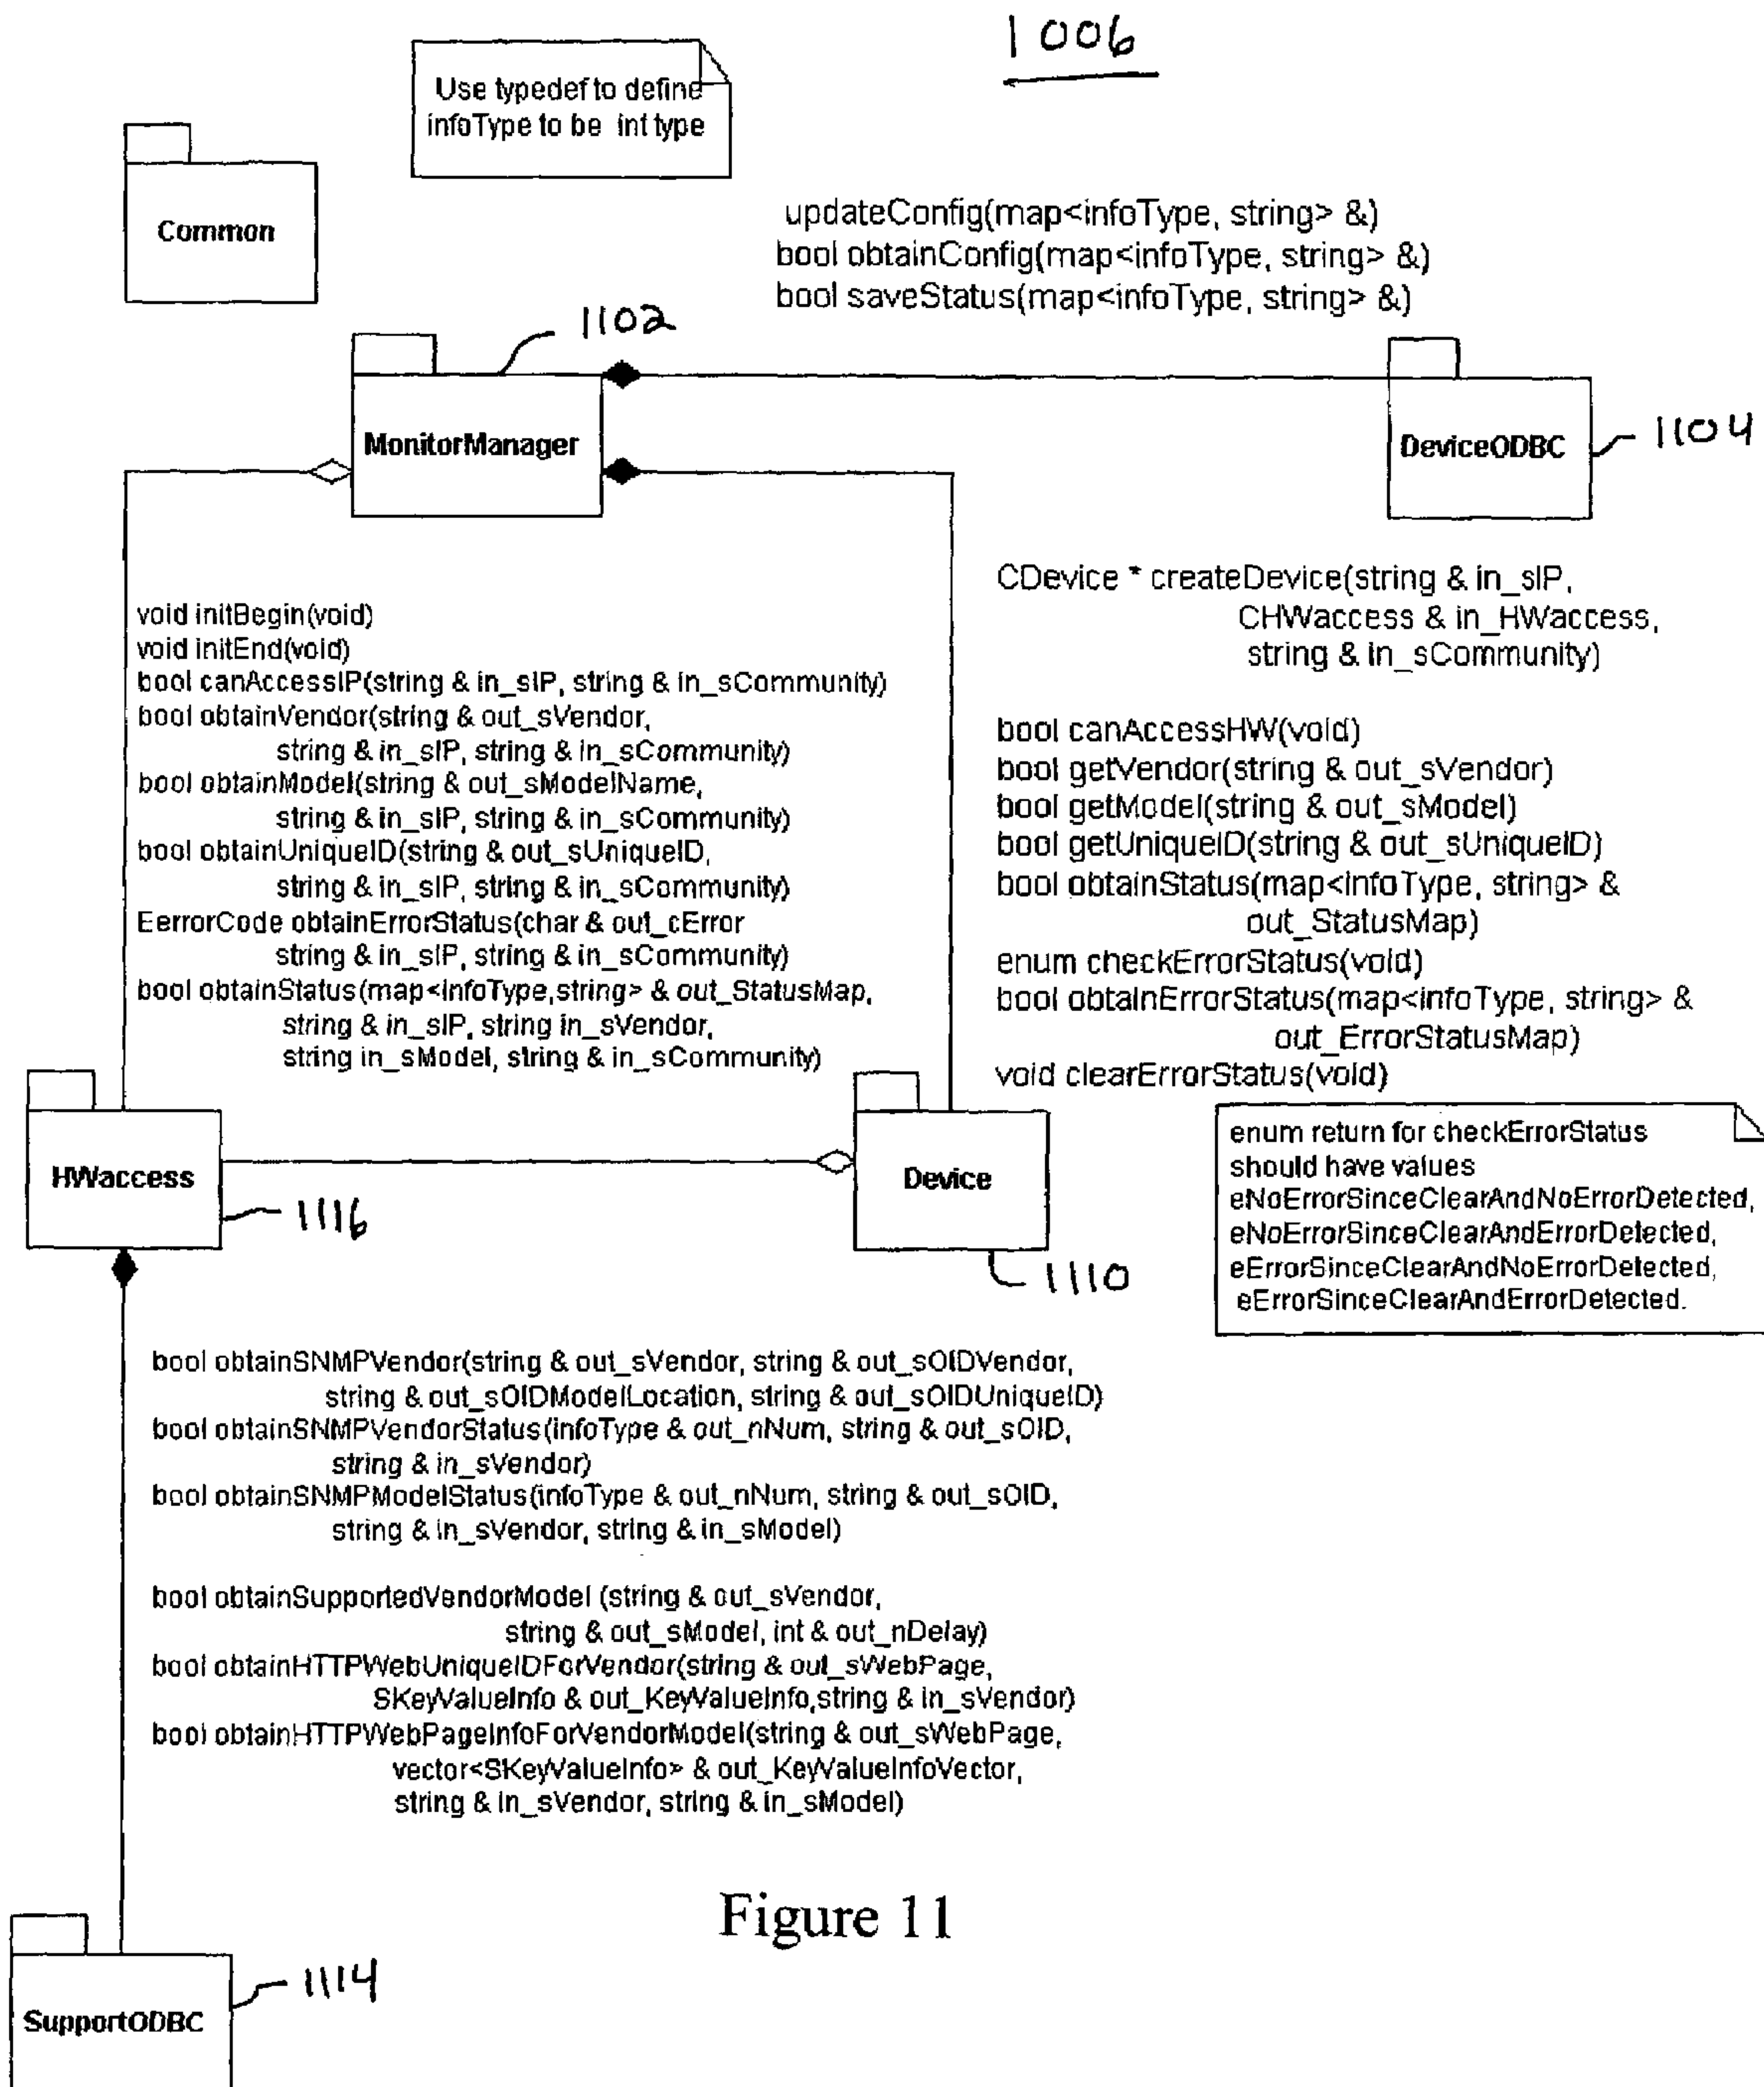 1006
Use typedef to define
infoType to be int type
Common
updateConfig(map<infoType, string> &)
bool obtainConfig(map<infoType, string> &)
bool saveStatus(map<infoType, string> &)
1102
MonitorManager
DeviceODBC
1104
void initBegin(void)
void initEnd(void)
bool canAccessIP(string & in_sIP, string & in_sCommunity)
bool obtainVendor(string & out_sVendor,
string & in_sIP, string & in_sCommunity)
bool obtainModel(string & out_sModelName,
string & in_sIP, string & in_sCommunity)
bool obtainUniqueID(string & out_sUniqueID,
string & in_sIP, string & in_sCommunity)
EerrorCode obtainErrorStatus(char & out_cError
string & in_sIP, string & in_sCommunity)
bool obtainStatus(map<infoType,string> & out_StatusMap,
string & in_sIP, string in_sVendor,
string in_sModel, string & in_sCommunity)
CDevice * createDevice(string & in_sIP,
CHWaccess & in_HWaccess,
string & in_sCommunity)
bool canAccessHW(void)
bool getVendor(string & out_sVendor)
bool getModel(string & out_sModel)
bool getUniqueID(string & out_sUniqueID)
bool obtainStatus(map<infoType, string> &
out_StatusMap)
enum checkErrorStatus(void)
bool obtainErrorStatus(map<infoType, string> &
out_ErrorStatusMap)
void clearErrorStatus(void)
HWaccess
1116
Device
1110
enum return for checkErrorStatus
should have values
eNoErrorSinceClearAndNoErrorDetected,
eNoErrorSinceClearAndErrorDetected,
eErrorSinceClearAndNoErrorDetected,
eErrorSinceClearAndErrorDetected.
bool obtainSNMPVendor(string & out_sVendor, string & out_sOIDVendor,
string & out_sOIDModelLocation, string & out_sOIDUniqueID)
bool obtainSNMPVendorStatus(infoType & out_nNum, string & out_sOID,
string & in_sVendor)
bool obtainSNMPModelStatus(infoType & out_nNum, string & out_sOID,
string & in_sVendor, string & in_sModel)
bool obtainSupportedVendorModel (string & out_sVendor,
string & out_sModel, int & out_nDelay)
bool obtainHTTPWebUniqueIDForVendor(string & out_sWebPage,
SKeyValueInfo & out_KeyValueInfo,string & in_sVendor)
bool obtainHTTPWebPageInfoForVendorModel(string & out_sWebPage,
vector<SKeyValueInfo> & out_KeyValueInfoVector,
string & in_sVendor, string & in_sModel)
Figure 11
1114
SupportODBC